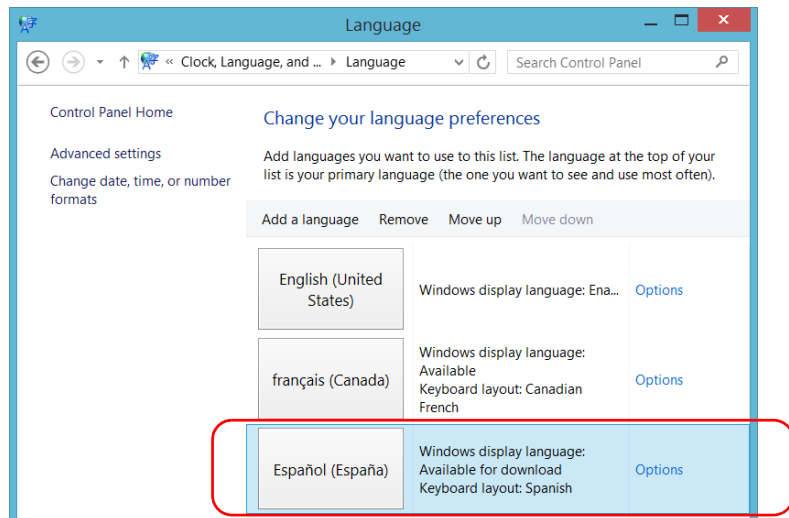 Language
« Clock, Language, and ... Language
Search Control Panel
Control Panel Home
Advanced settings
Change date, time, or number
formats
Change your language preferences
Add languages you want to use to this list. The language at the top of your
list is your primary language (the one you want to see and use most often).
Add a language Remove Move up Move down
English (United
States)
Windows display language: Ena...
Options
français (Canada)
Windows display language:
Available
Keyboard layout: Canadian
French
Options
Español (España)
Windows display language:
Available for download
Keyboard layout: Spanish
Options